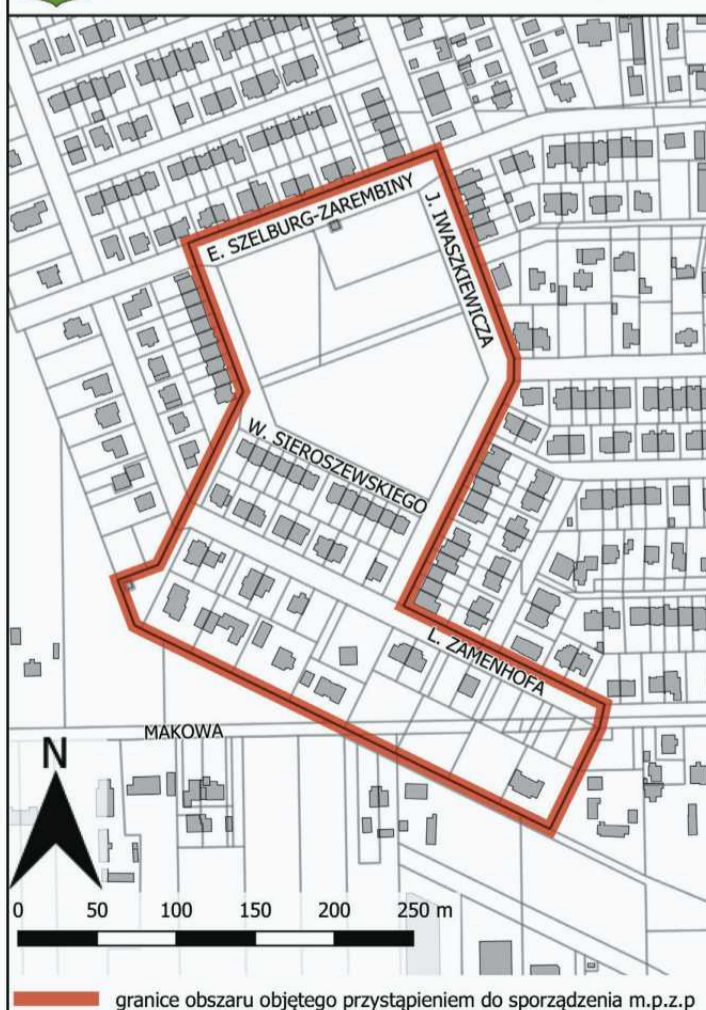 E. SZELBURG-ZAREMBINY
J. IWASZKIEWICZA
W. SIEROSZEWSKIEGO
L. ZAMENHOFA
MAKOWA
N
0 50 100 150 200 250 m
granice obszaru objętego przystąpieniem do sporządzenia m.p.z.p